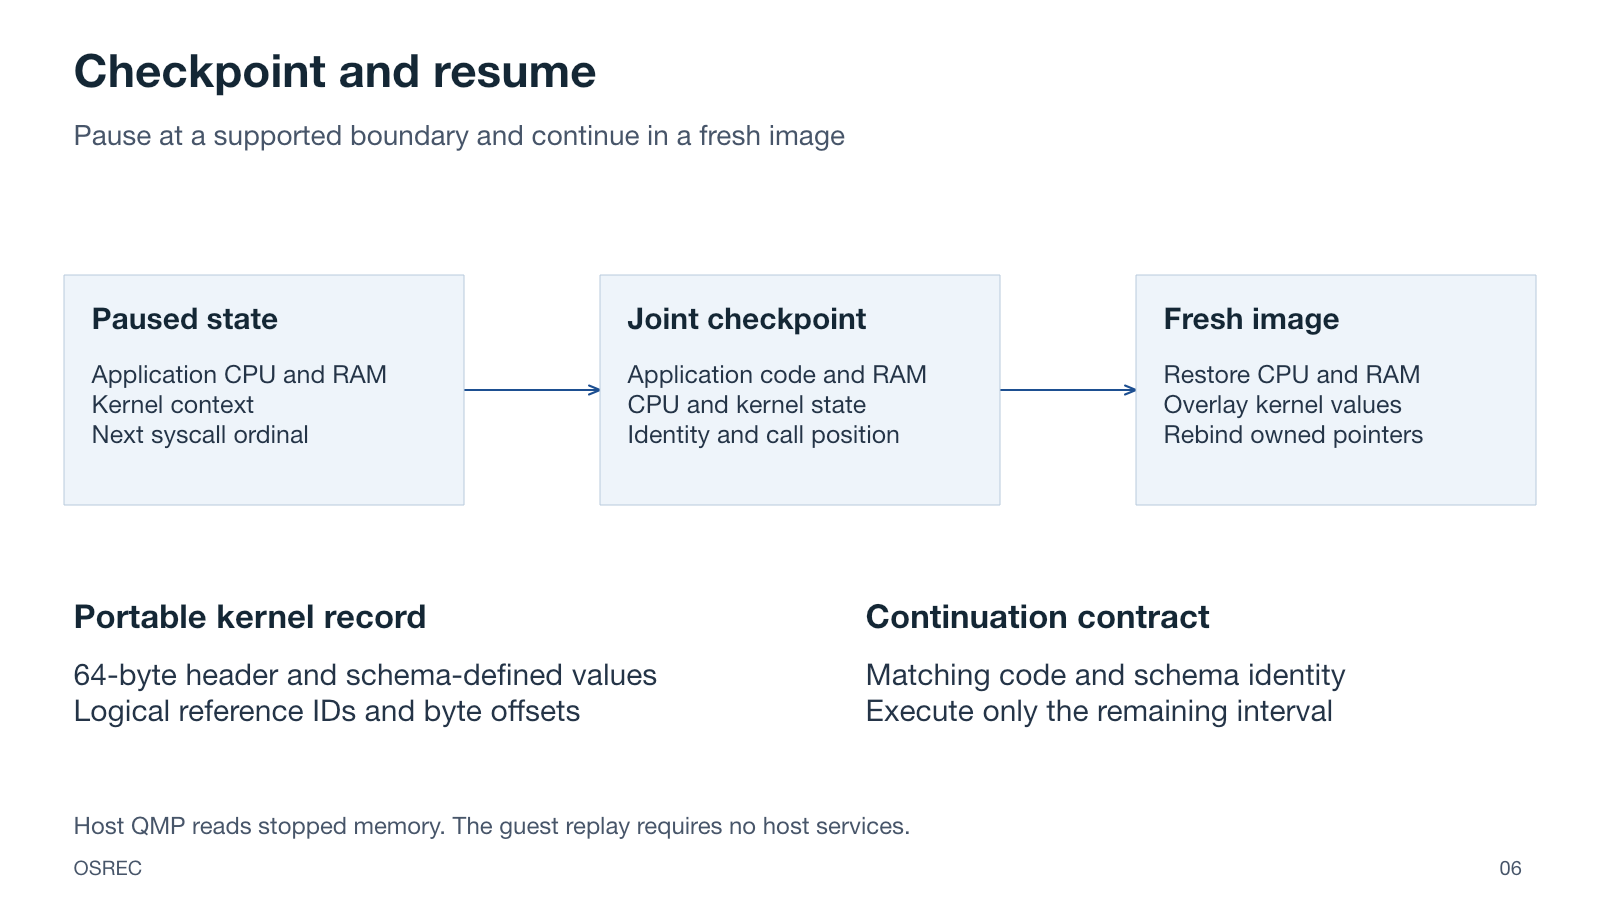 Checkpoint and resume
Pause at a supported boundary and continue in a fresh image
Paused state
Application CPU and RAM
Kernel context
Next syscall ordinal
Joint checkpoint
Application code and RAM
CPU and kernel state
Identity and call position
Fresh image
Restore CPU and RAM
Overlay kernel values
Rebind owned pointers
Portable kernel record
64-byte header and schema-defined values
Logical reference IDs and byte offsets
Continuation contract
Matching code and schema identity
Execute only the remaining interval
Host QMP reads stopped memory. The guest replay requires no host services.
OSREC
06